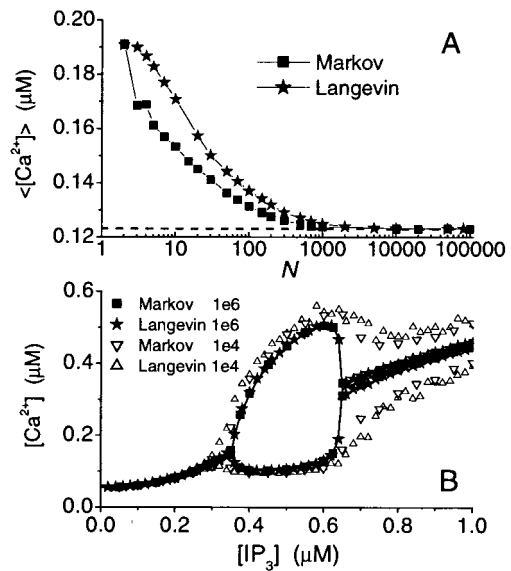 A
Markov
Langevin
<[Ca²⁺]> (μM)
0.20
0.18
0.16
0.14
0.12
1 10 100 1000 10000 100000
N
B
Markov 1e6
Langevin 1e6
Markov 1e4
Langevin 1e4
[Ca²⁺] (μM)
0.6
0.4
0.2
0.0
0.0 0.2 0.4 0.6 0.8 1.0
[IP₃] (μM)